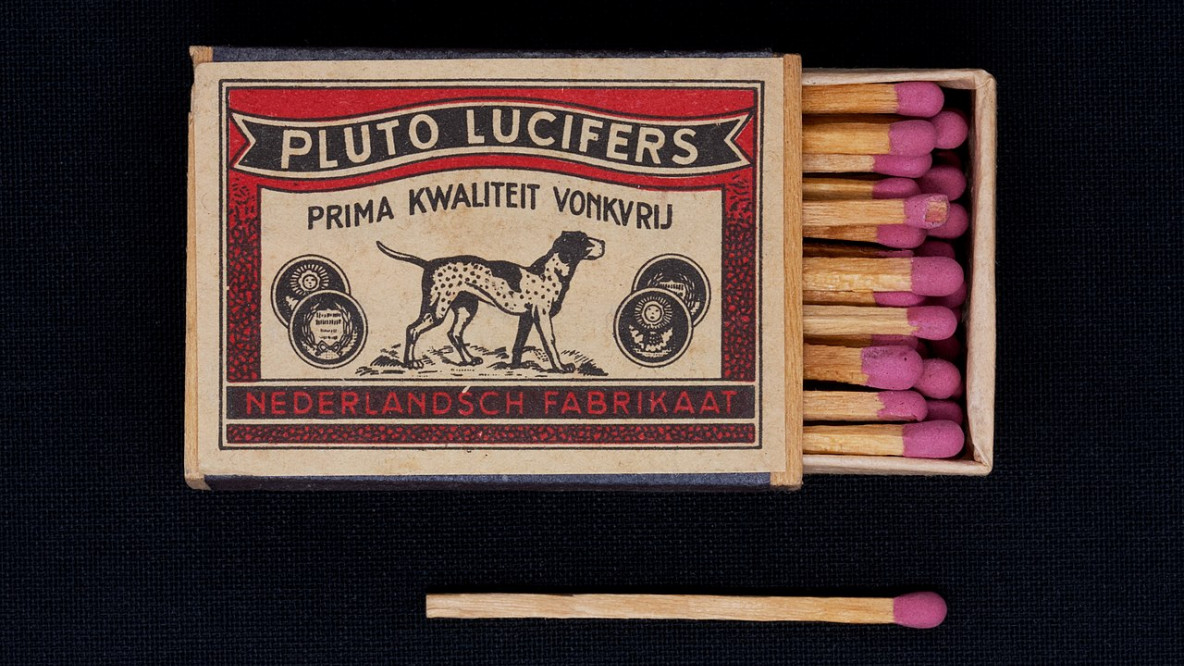 PLUTO LUCIFERS
PRIMA KWALITEIT VONKVRIJ
NEDERLANDSCH FABRIKAAT